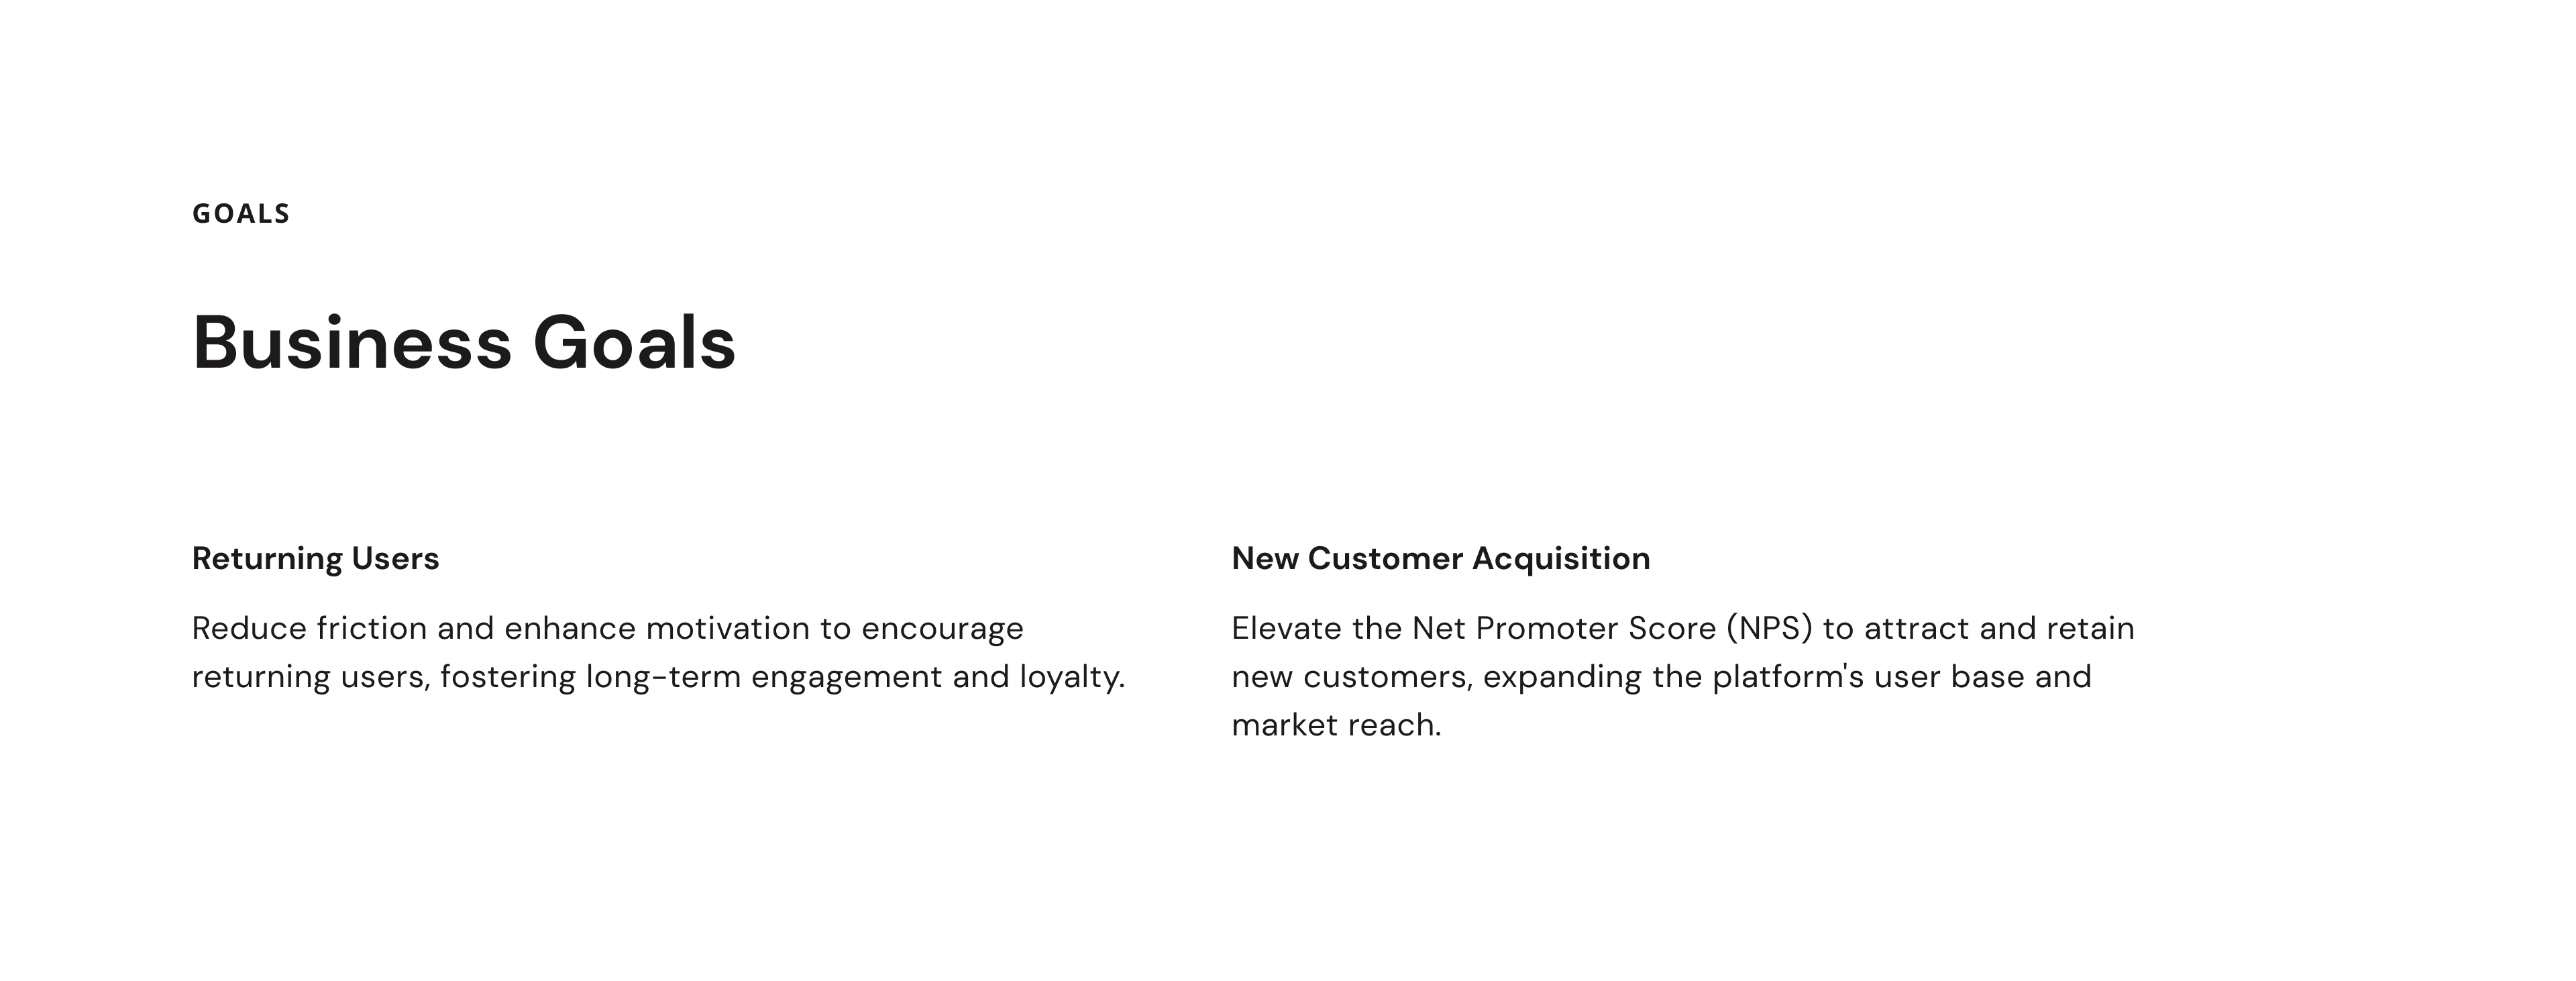 GOALS
Business Goals
Returning Users
Reduce friction and enhance motivation to encourage
returning users, fostering long-term engagement and loyalty.
New Customer Acquisition
Elevate the Net Promoter Score (NPS) to attract and retain
new customers, expanding the platform's user base and
market reach.